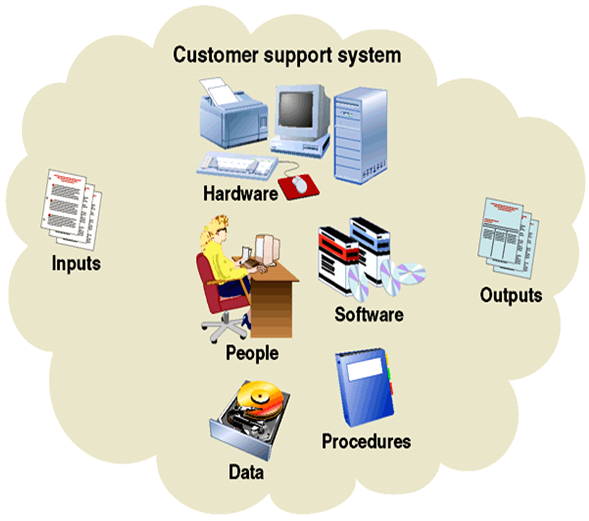 Customer support system
Hardware
Inputs
Outputs
Software
People
Procedures
Data